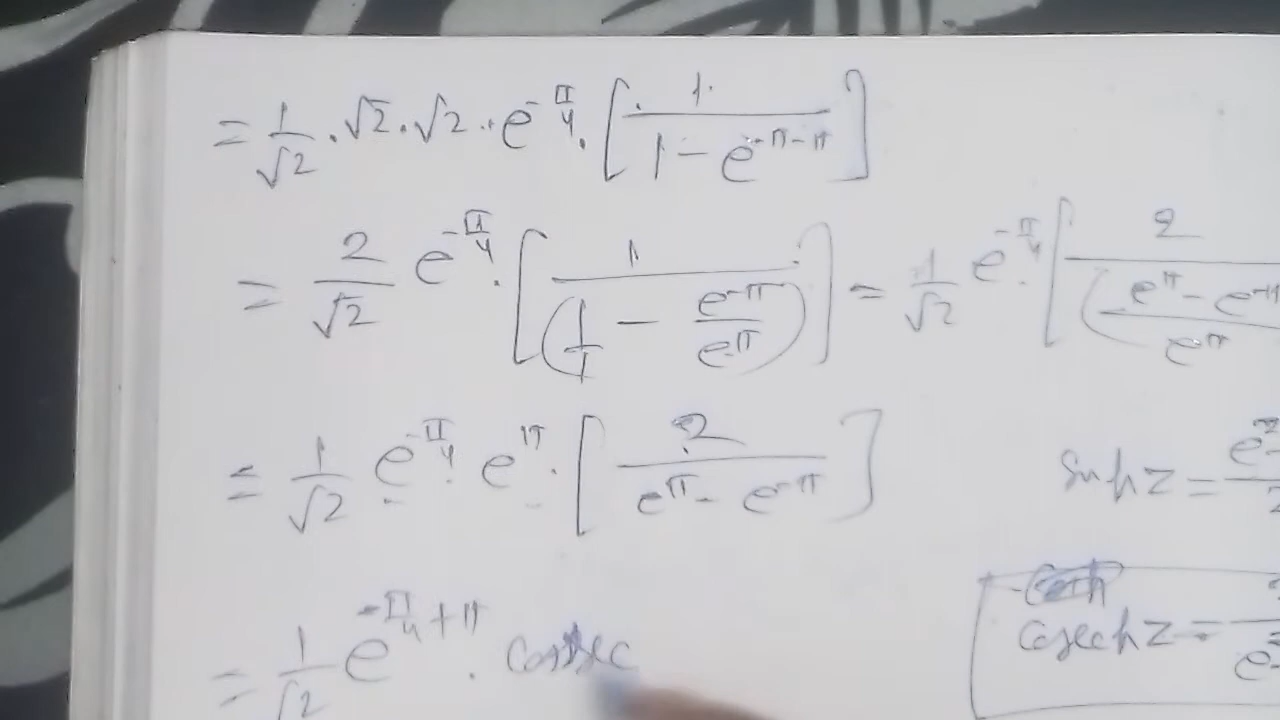 = 1/√2 . √2 . √2 . e^(-π/4) . [ 1 / (1 - e^(-π-π)) ]
= 2/√2 e^(-π/4) . [ 1 / (1/1 - e^(-π)/e^π) ] = 1/√2 e^(-π/4) . [ 2 / ((e^π - e^(-π))/e^π
= 1/√2 e^(-π/4) . e^π . [ 2 / (e^π - e^(-π)) ]
Sinh z =
= 1/√2 e^(-π/4 + π) . Cosec
Cosech z =